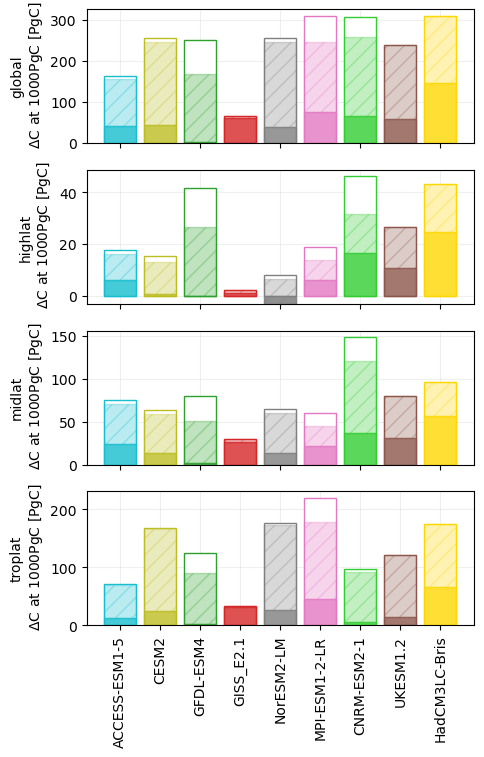 global
ΔC at 1000PgC [PgC]
300
200
100
0
highlat
ΔC at 1000PgC [PgC]
40
20
0
midlat
ΔC at 1000PgC [PgC]
150
100
50
0
troplat
ΔC at 1000PgC [PgC]
200
100
0
ACCESS-ESM1-5
CESM2
GFDL-ESM4
GISS_E2.1
NorESM2-LM
MPI-ESM1-2-LR
CNRM-ESM2-1
UKESM1.2
HadCM3LC-Bris